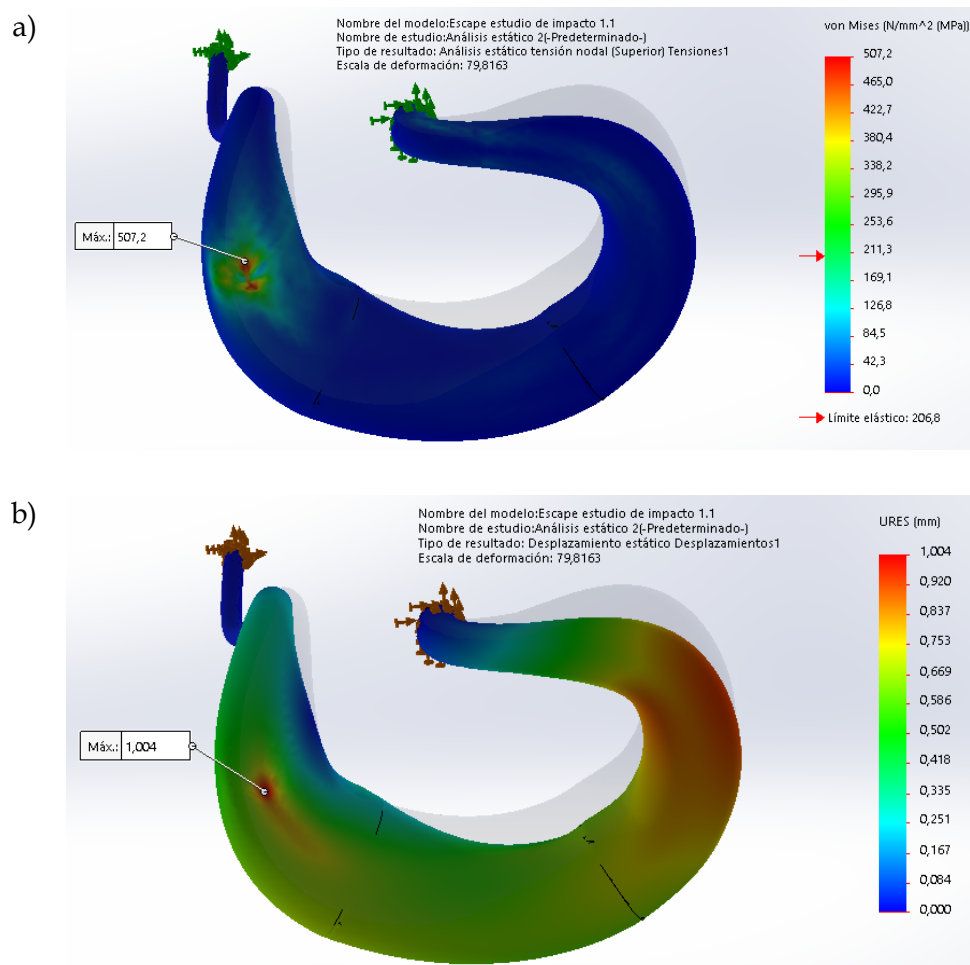 a)
Nombre del modelo:Escape estudio de impacto 1.1
Nombre de estudio:Análisis estático 2(-Predeterminado-)
Tipo de resultado: Análisis estático tensión nodal (Superior) Tensiones1
Escala de deformación: 79,8163
von Mises (N/mm^2 (MPa))
507,2
465,0
422,7
380,4
338,2
295,9
253,6
211,3
169,1
126,8
84,5
42,3
0,0
Límite elástico: 206,8
Máx.: 507,2
b)
Nombre del modelo:Escape estudio de impacto 1.1
Nombre de estudio:Análisis estático 2(-Predeterminado-)
Tipo de resultado: Desplazamiento estático Desplazamientos1
Escala de deformación: 79,8163
URES (mm)
1,004
0,920
0,837
0,753
0,669
0,586
0,502
0,418
0,335
0,251
0,167
0,084
0,000
Máx.: 1,004